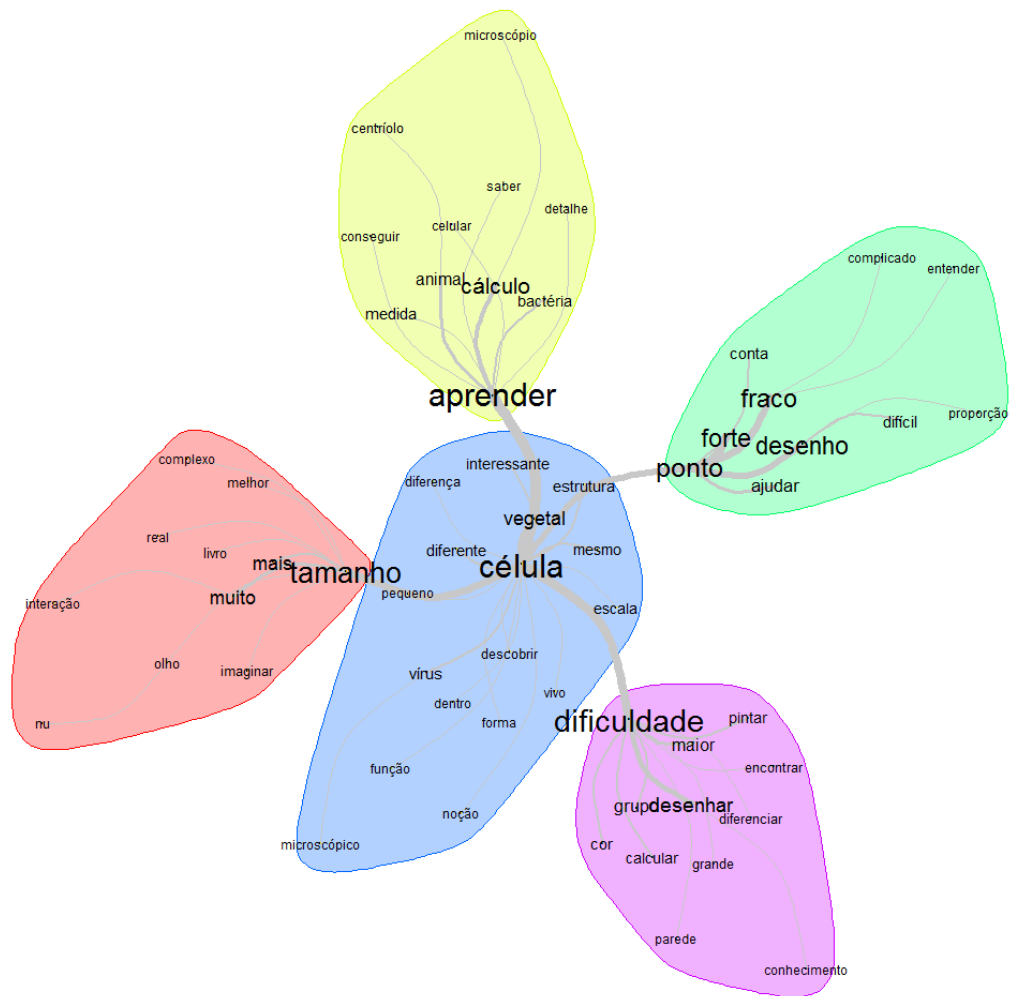 microscópio
centríolo
saber
detalhe
celular
conseguir
animal
cálculo
bactéria
medida
aprender
complicado
entender
conta
fraco
proporção
difícil
forte
desenho
ponto
ajudar
interessante
diferença
estrutura
vegetal
diferente
mesmo
célula
pequeno
escala
descobrir
vírus
dentro
vivo
forma
função
noção
microscópico
complexo
melhor
real
livro
mais
tamanho
muito
interação
olho
imaginar
nu
dificuldade
pintar
maior
encontrar
desenhar
diferenciar
cor
calcular
grande
parede
conhecimento